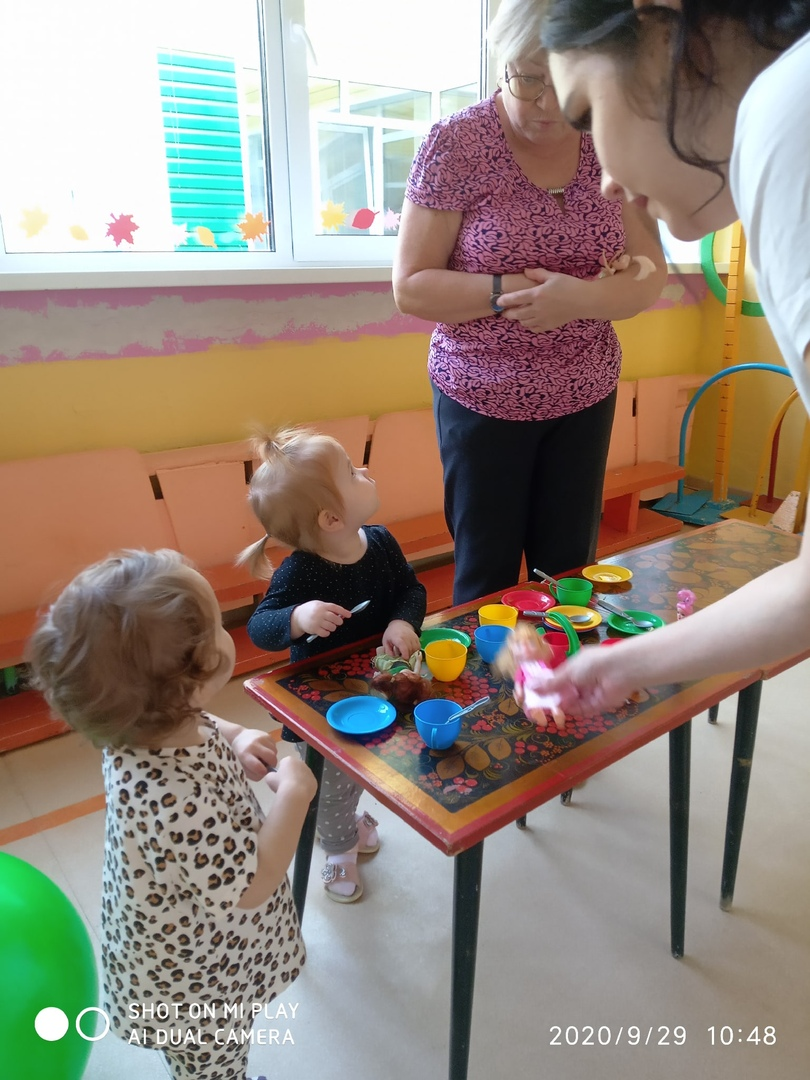 SHOT ON MI PLAY
AI DUAL CAMERA
2020/9/29 10:48